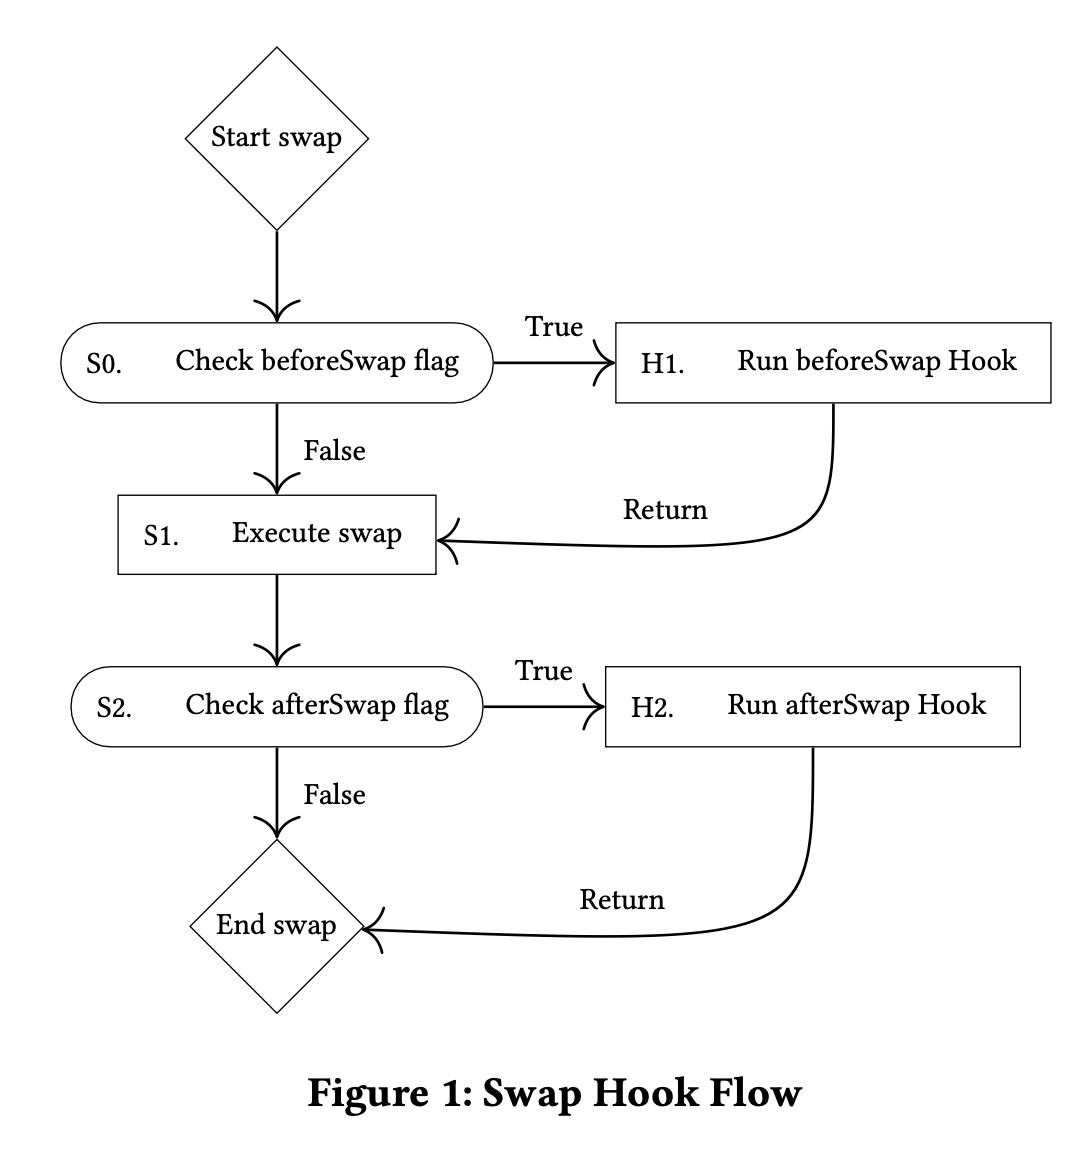 Start swap
S0. Check beforeSwap flag
True
H1. Run beforeSwap Hook
False
Return
S1. Execute swap
S2. Check afterSwap flag
True
H2. Run afterSwap Hook
False
Return
End swap
Figure 1: Swap Hook Flow